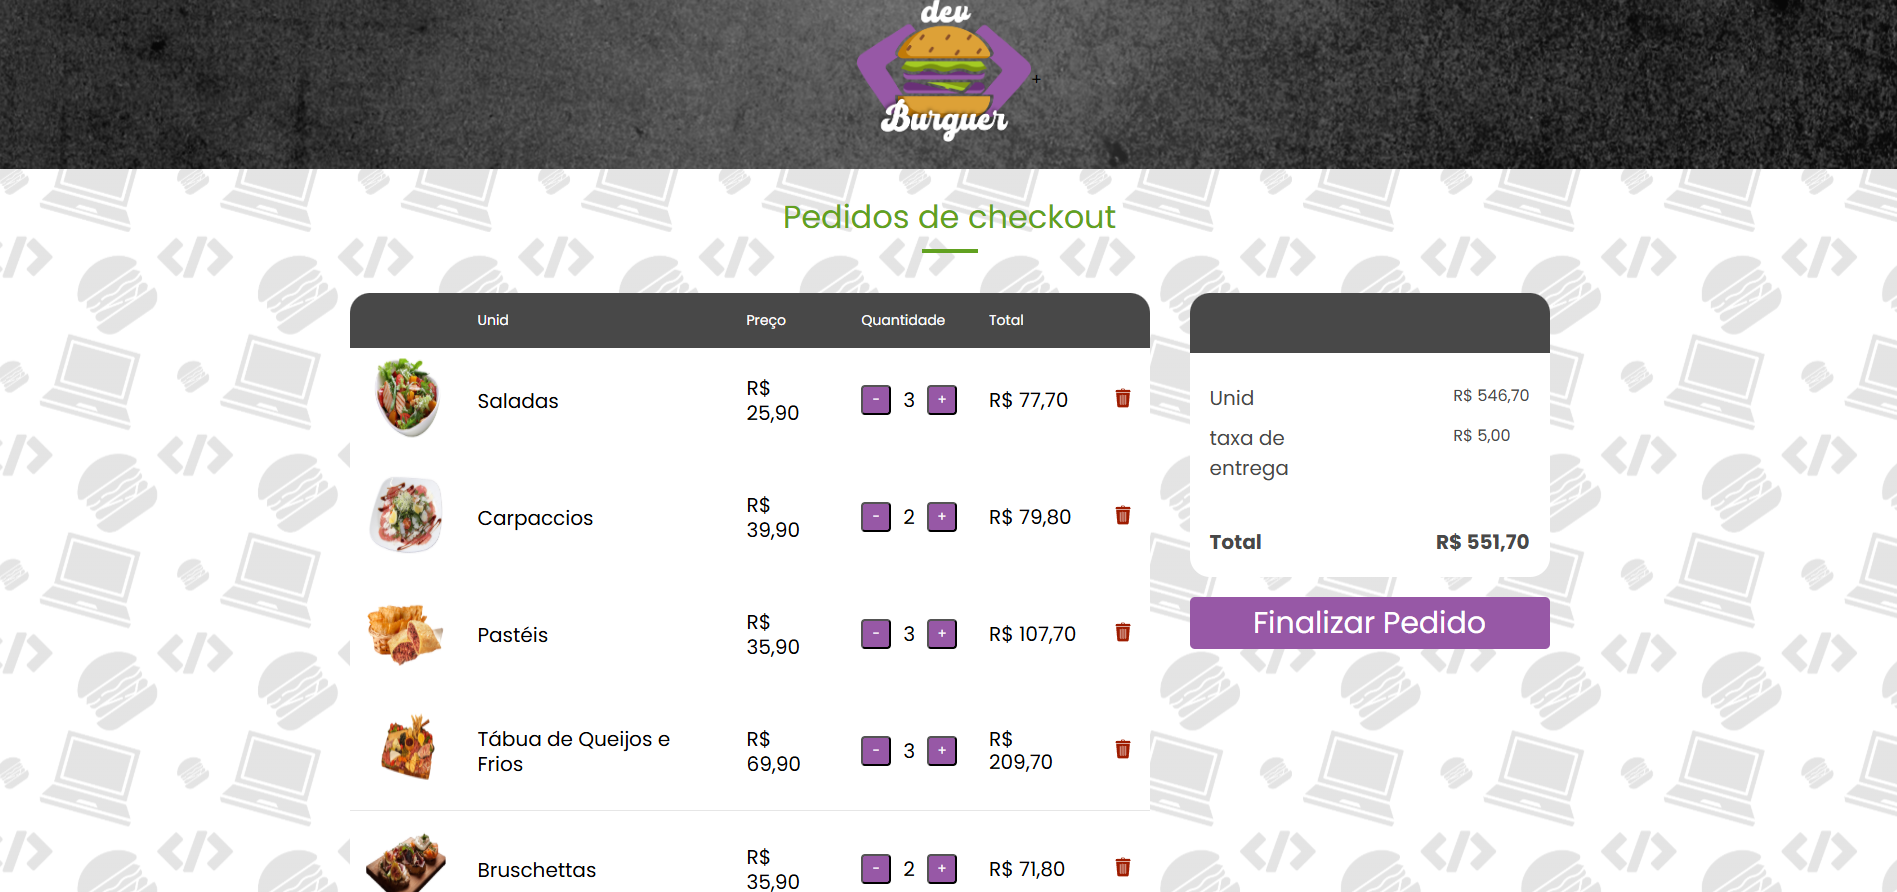 dev
Burguer
+
Pedidos de checkout
Unid Preço Quantidade Total
Saladas R$ 25,90 - 3 + R$ 77,70
Carpaccios R$ 39,90 - 2 + R$ 79,80
Pastéis R$ 35,90 - 3 + R$ 107,70
Tábua de Queijos e Frios R$ 69,90 - 3 + R$ 209,70
Bruschettas R$ 35,90 - 2 + R$ 71,80
Unid R$ 546,70
taxa de entrega R$ 5,00
Total R$ 551,70
Finalizar Pedido